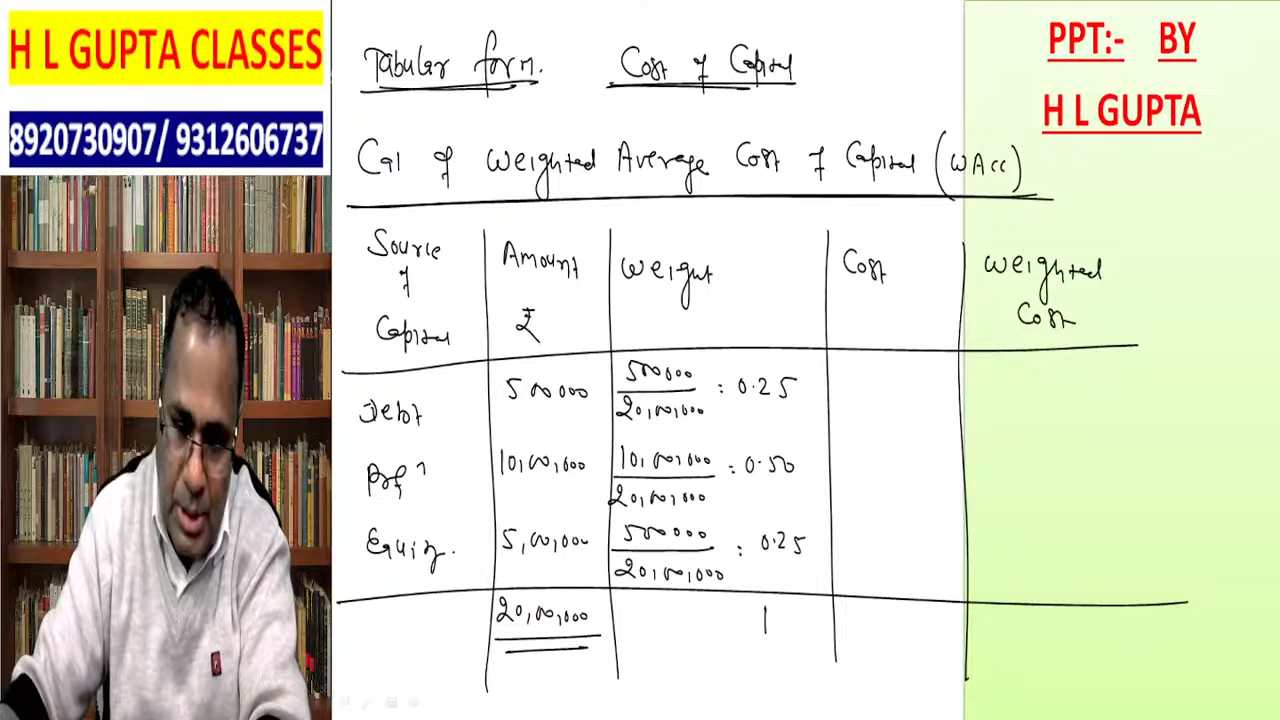 H L GUPTA CLASSES
8920730907/ 9312606737
PPT:- BY
H L GUPTA
Tabular form. Cost of Capital
Cal of Weighted Average Cost of Capital (WACC)
Source of Capital Amount ₹ Weight Cost Weighted Cost
Debt 500000 500000/20,00,000 : 0.25
Pref 10,00,000 10,00,000/20,00,000 : 0.50
Equity. 5,00,000 500000/20,00,000 : 0.25
20,00,000 1